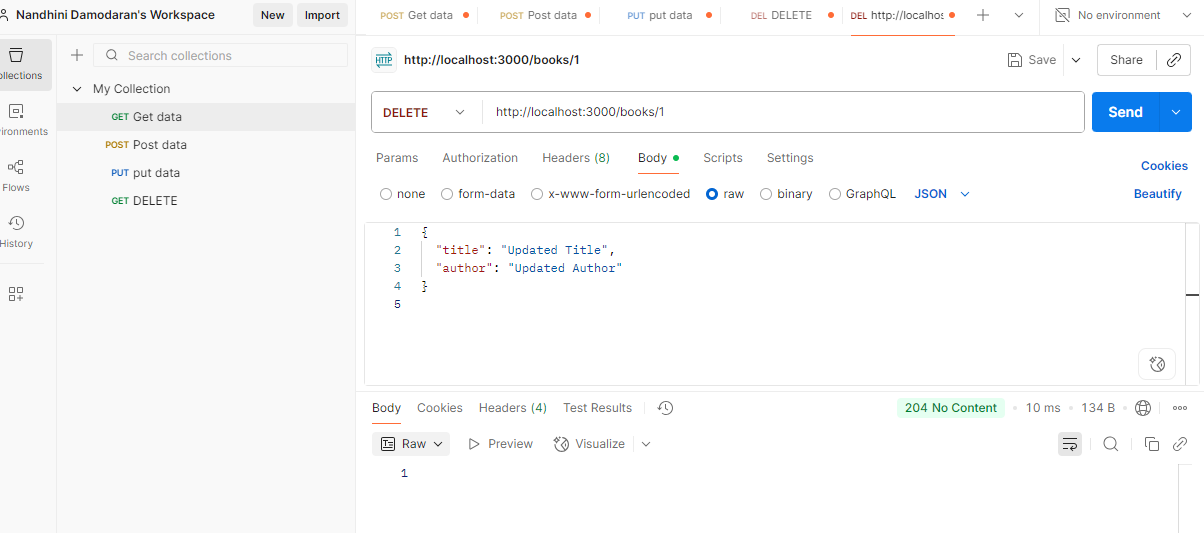 Nandhini Damodaran's Workspace New Import
POST Get data POST Post data PUT put data DEL DELETE DEL http://localhos No environment
ollections
Search collections
HTTP http://localhost:3000/books/1 Save Share
My Collection
GET Get data
POST Post data
PUT put data
GET DELETE
ironments
Flows
History
DELETE http://localhost:3000/books/1 Send
Params Authorization Headers (8) Body Scripts Settings Cookies
none form-data x-www-form-urlencoded raw binary GraphQL JSON Beautify
1 {
2 "title": "Updated Title",
3 "author": "Updated Author"
4 }
5
Body Cookies Headers (4) Test Results 204 No Content 10 ms 134 B
Raw Preview Visualize
1